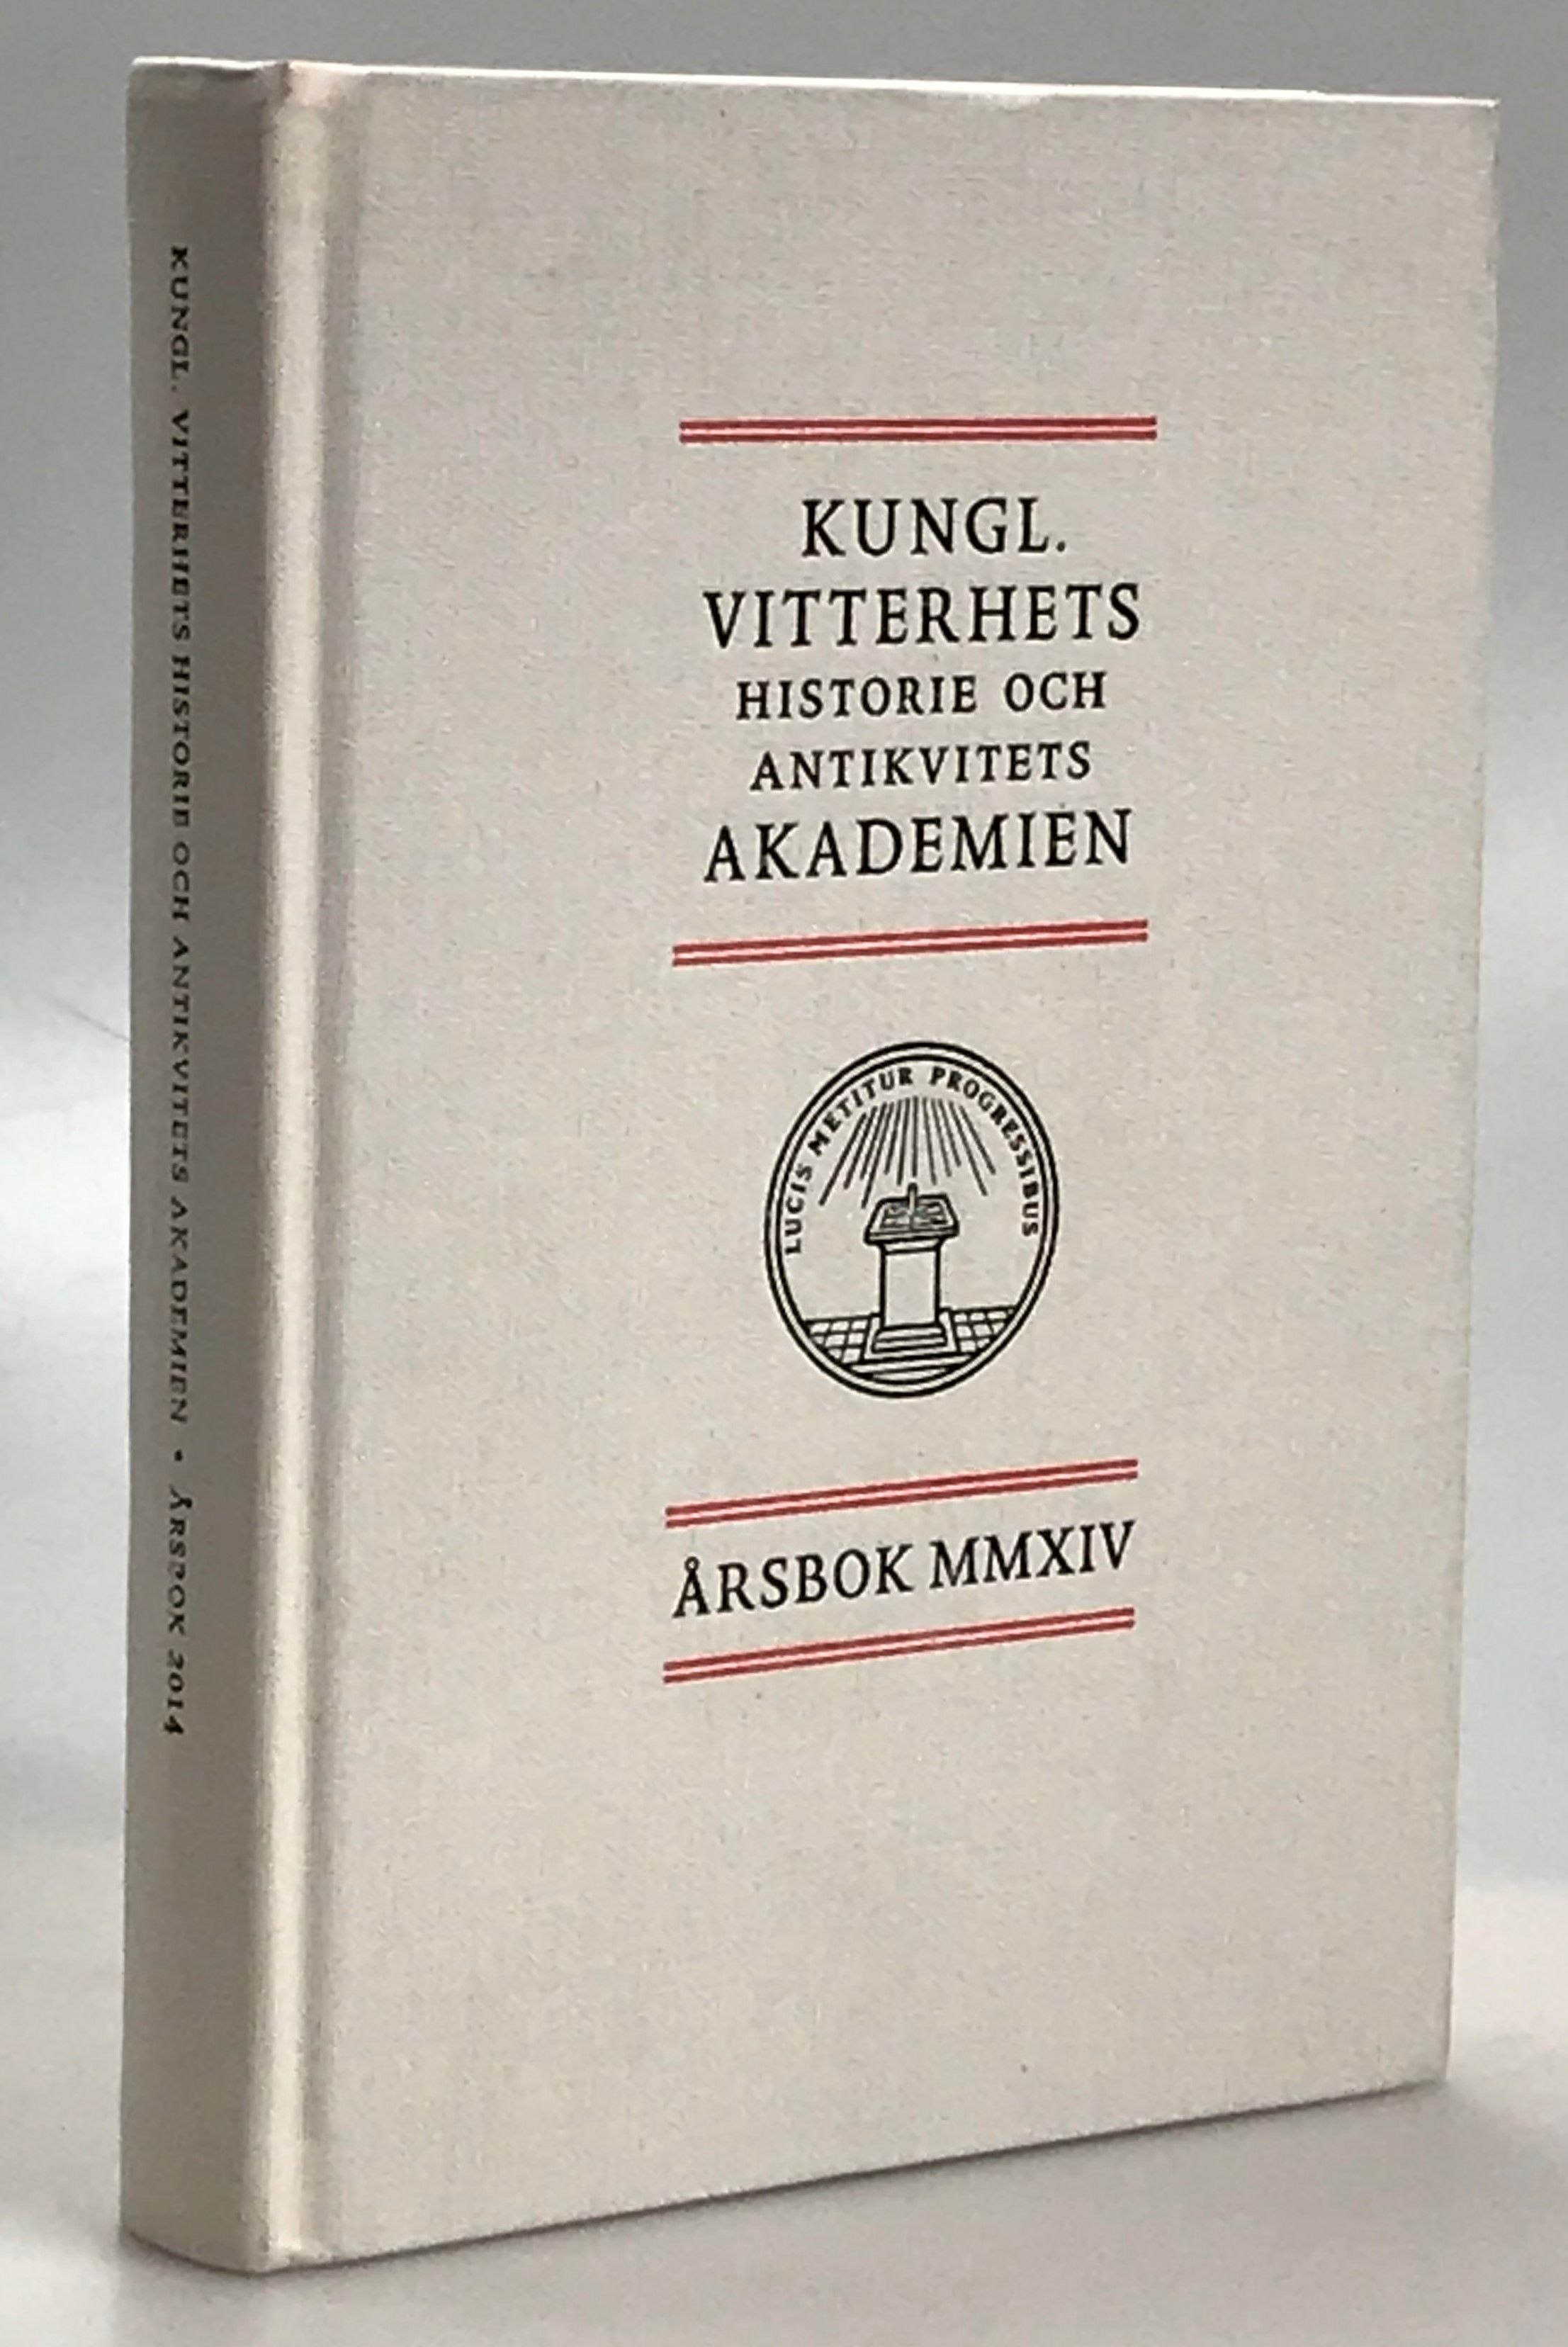 KUNGL. VITTERHETS HISTORIE OCH ANTIKVITETS AKADEMIEN • ÅRSBOK 2014
KUNGL.
VITTERHETS
HISTORIE OCH
ANTIKVITETS
AKADEMIEN
LUCIS METITUR PROGRESSIBUS
ÅRSBOK MMXIV